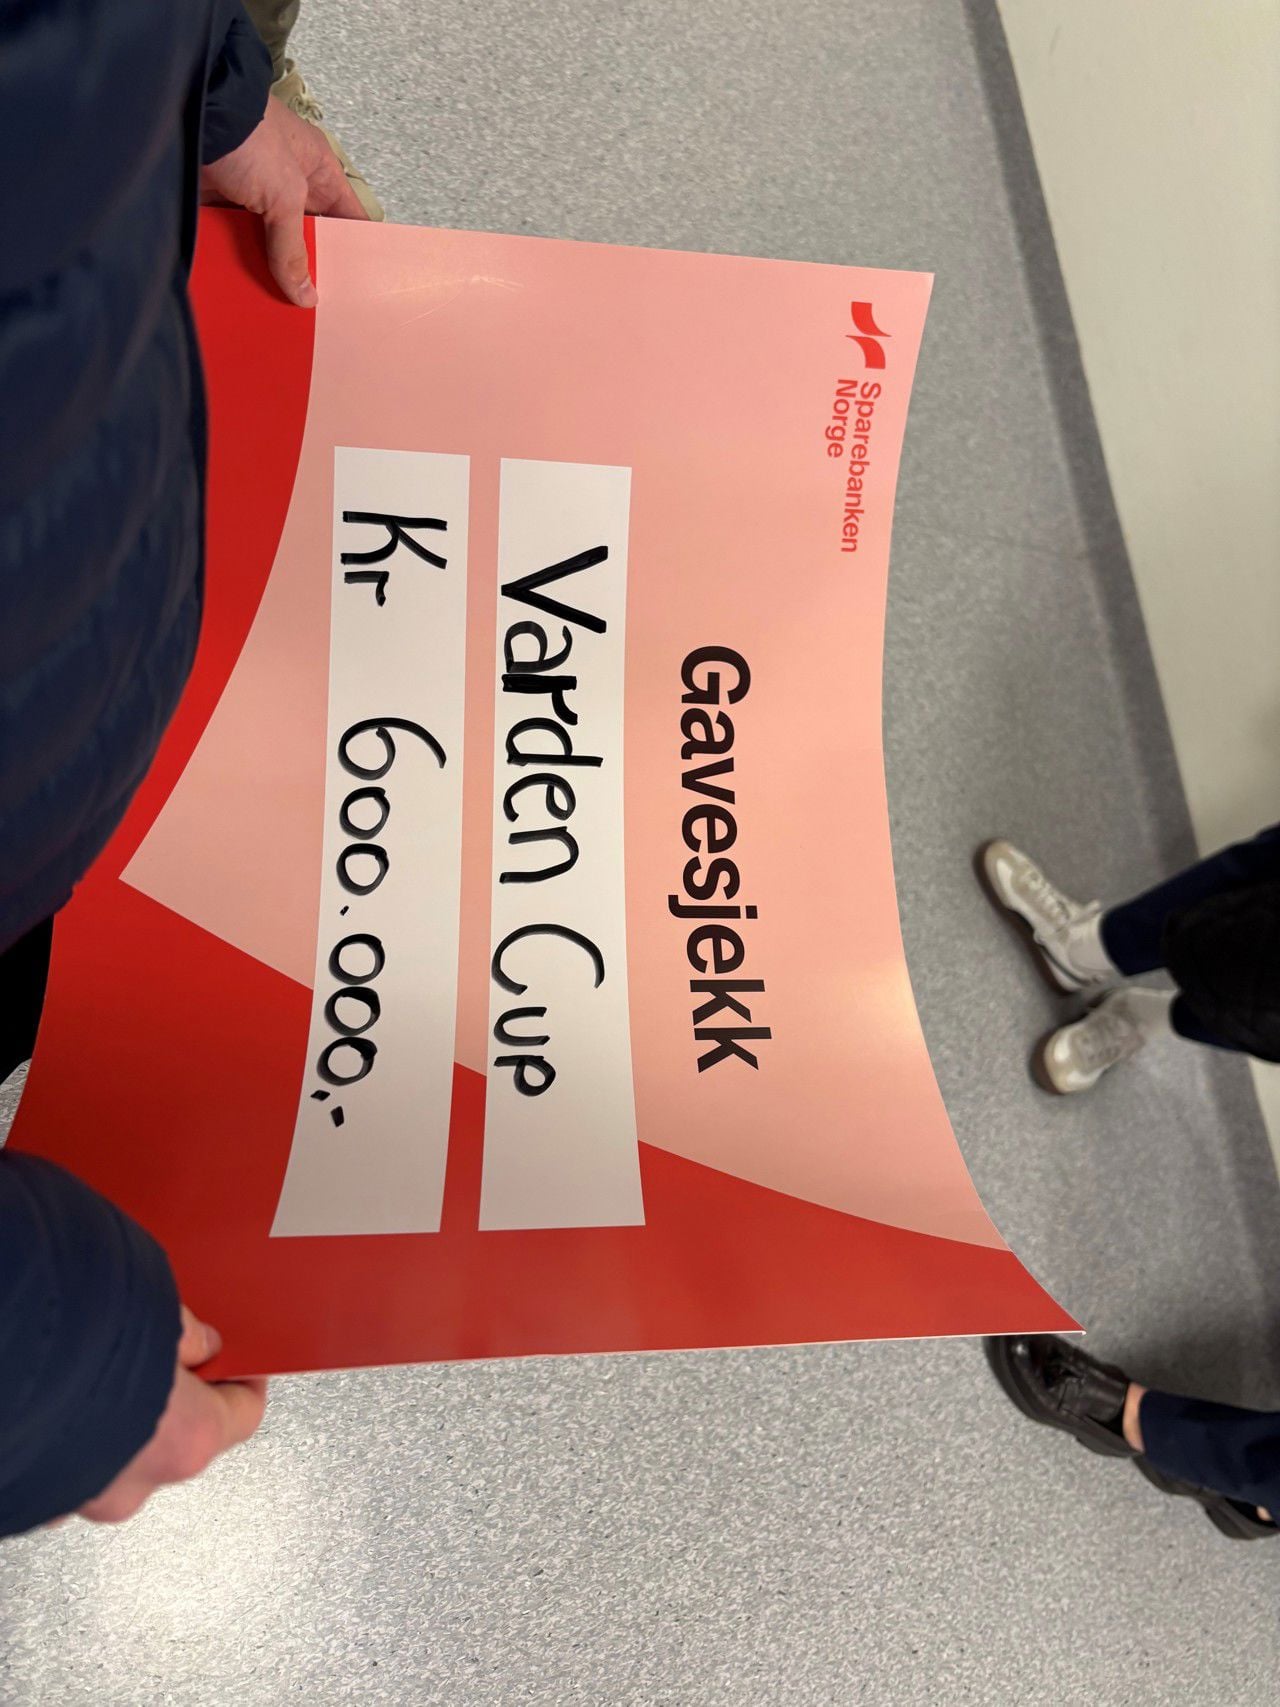 Sparebanken
Norge
Gavesjekk
Varden Cup
Kr 600.000,-